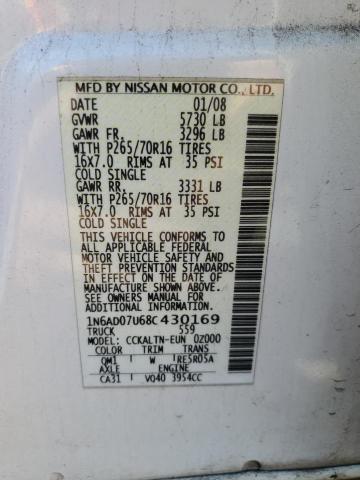 MFD BY NISSAN MOTOR CO., LTD.
DATE 01/08
GVWR 5730 LB
GAWR FR. 3296 LB
WITH P265/70R16 TIRES
16X7.0 RIMS AT 35 PSI
COLD SINGLE
GAWR RR. 3331 LB
WITH P265/70R16 TIRES
16X7.0 RIMS AT 35 PSI
COLD SINGLE
THIS VEHICLE CONFORMS TO
ALL APPLICABLE FEDERAL
MOTOR VEHICLE SAFETY AND
THEFT PREVENTION STANDARDS
IN EFFECT ON THE DATE OF
MANUFACTURE SHOWN ABOVE.
SEE OWNERS MANUAL AND
ADDITIONAL LABEL.
1N6AD07U68C430169
TRUCK 559
MODEL: CCKALTN-EUN 0Z000
COLOR TRIM TRANS
QM1 W RE5R05A
AXLE ENGINE
CA31 VQ40 3954CC